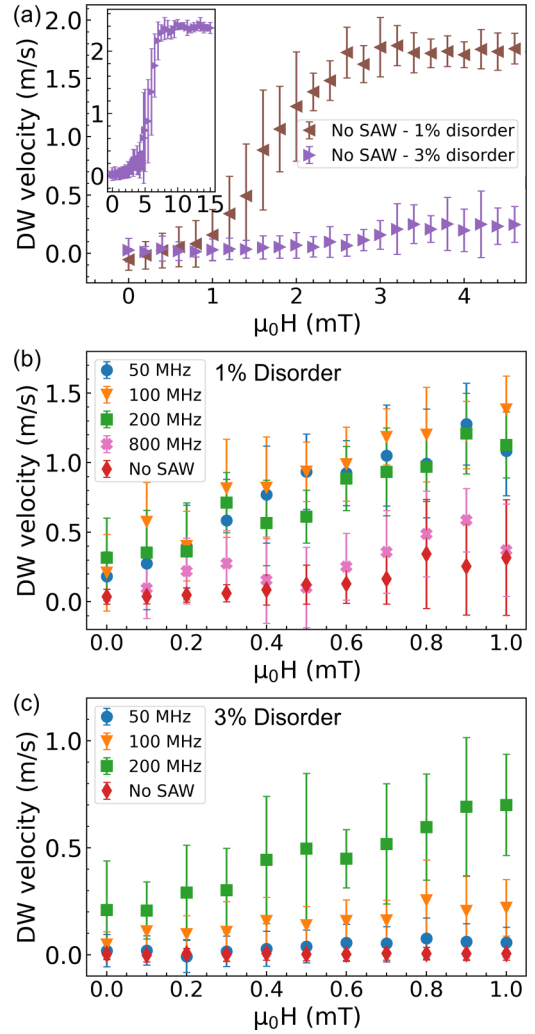 (a)
DW velocity (m/s)
2.0
1.5
1.0
0.5
0.0
2
1
0
0 5 10 15
No SAW - 1% disorder
No SAW - 3% disorder
0 1 2 3 4
μ₀H (mT)
(b)
DW velocity (m/s)
1.5
1.0
0.5
0.0
50 MHz
100 MHz
200 MHz
800 MHz
No SAW
1% Disorder
0.0 0.2 0.4 0.6 0.8 1.0
μ₀H (mT)
(c)
DW velocity (m/s)
1.0
0.5
0.0
50 MHz
100 MHz
200 MHz
No SAW
3% Disorder
0.0 0.2 0.4 0.6 0.8 1.0
μ₀H (mT)